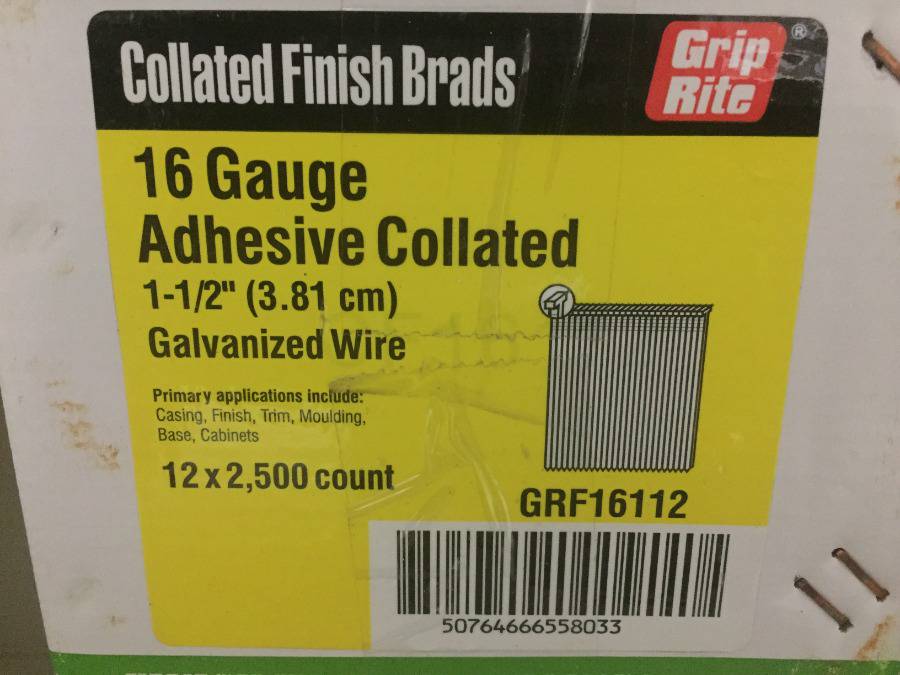 Collated Finish Brads
Grip
Rite
®
16 Gauge
Adhesive Collated
1-1/2" (3.81 cm)
Galvanized Wire
Primary applications include:
Casing, Finish, Trim, Moulding,
Base, Cabinets
12 x 2,500 count
GRF16112
50764666558033